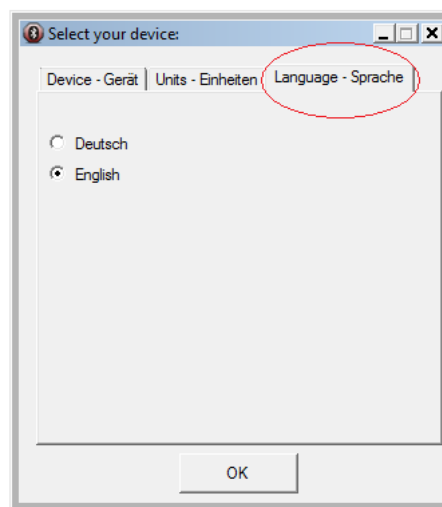 Select your device:
Device - Gerät Units - Einheiten Language - Sprache
Deutsch
English
OK